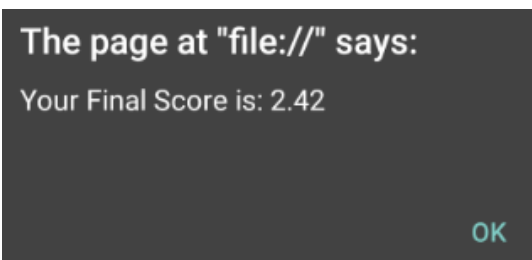 The page at "file://" says:
Your Final Score is: 2.42
OK